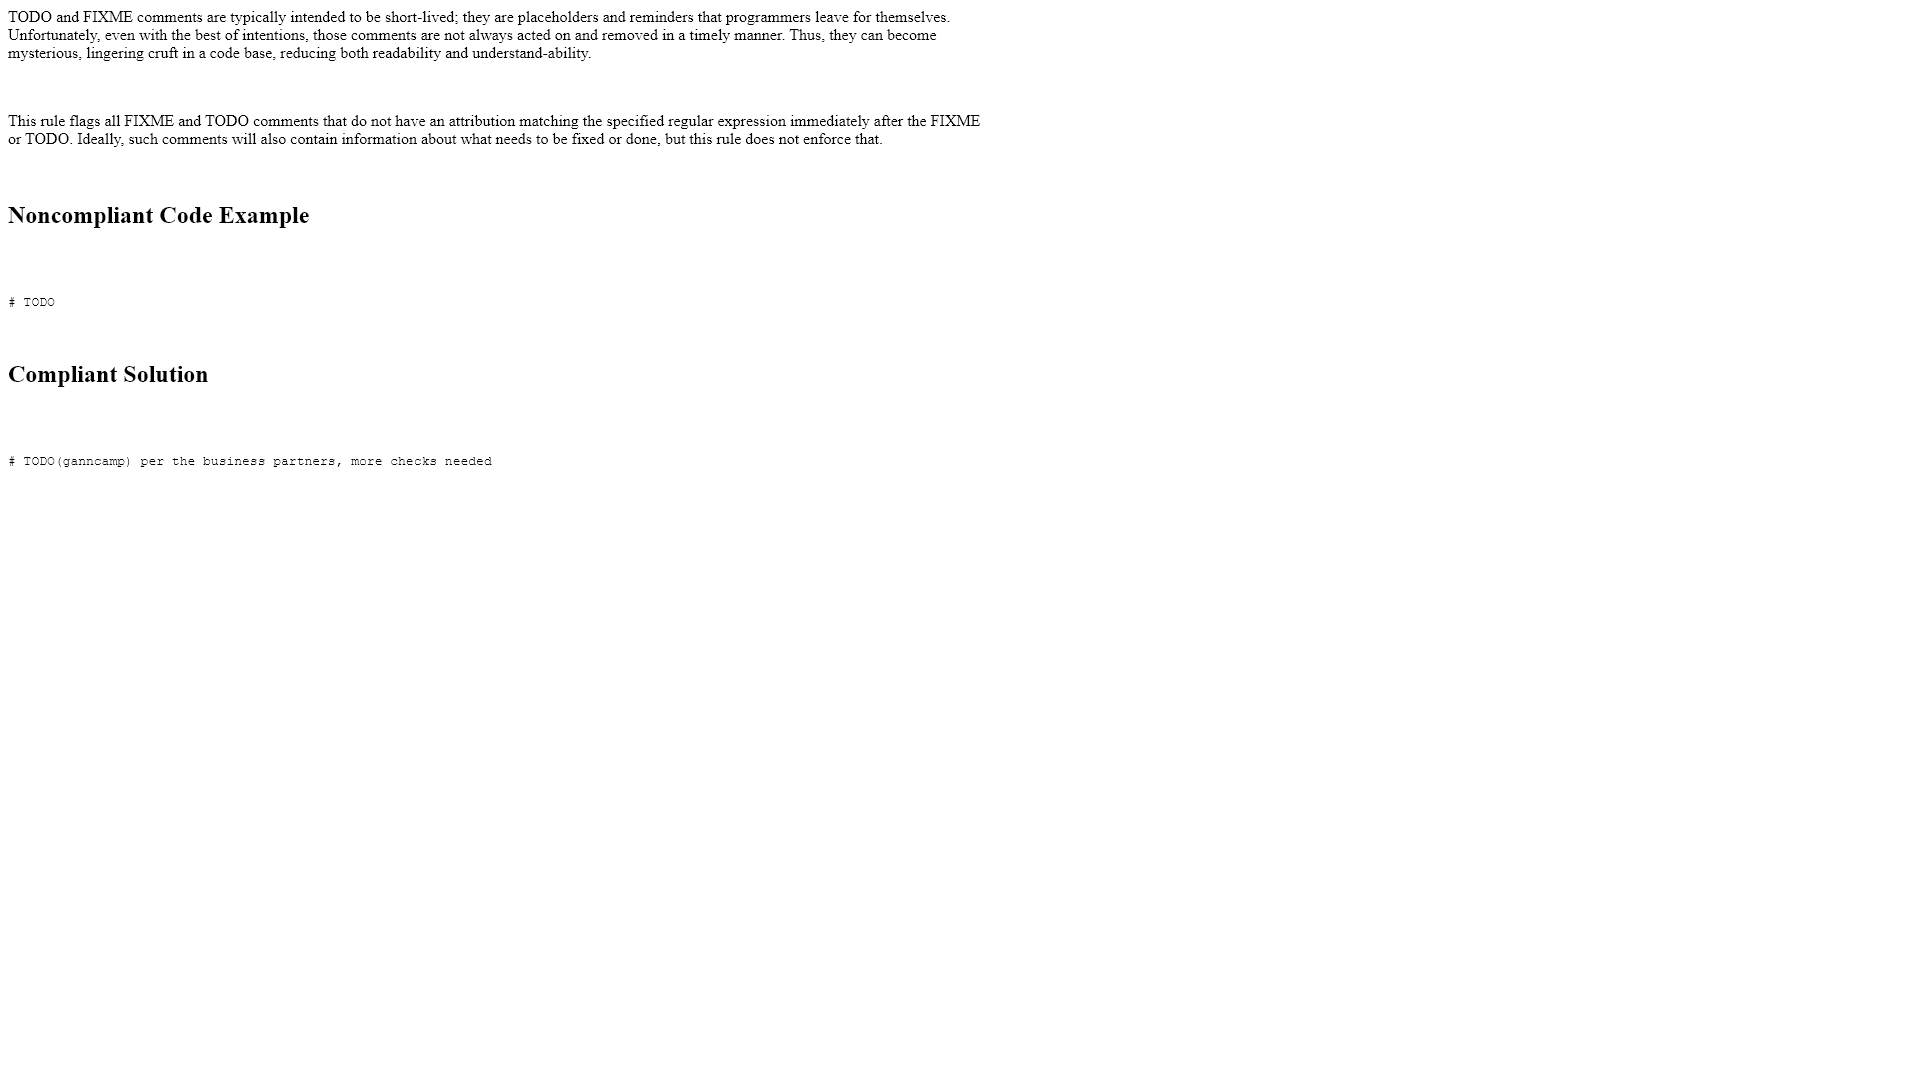 TODO and FIXME comments are typically intended to be short-lived; they are placeholders and reminders that programmers leave for themselves.
Unfortunately, even with the best of intentions, those comments are not always acted on and removed in a timely manner. Thus, they can become
mysterious, lingering cruft in a code base, reducing both readability and understand-ability.
This rule flags all FIXME and TODO comments that do not have an attribution matching the specified regular expression immediately after the FIXME
or TODO. Ideally, such comments will also contain information about what needs to be fixed or done, but this rule does not enforce that.
Noncompliant Code Example
# TODO
Compliant Solution
# TODO(ganncamp) per the business partners, more checks needed